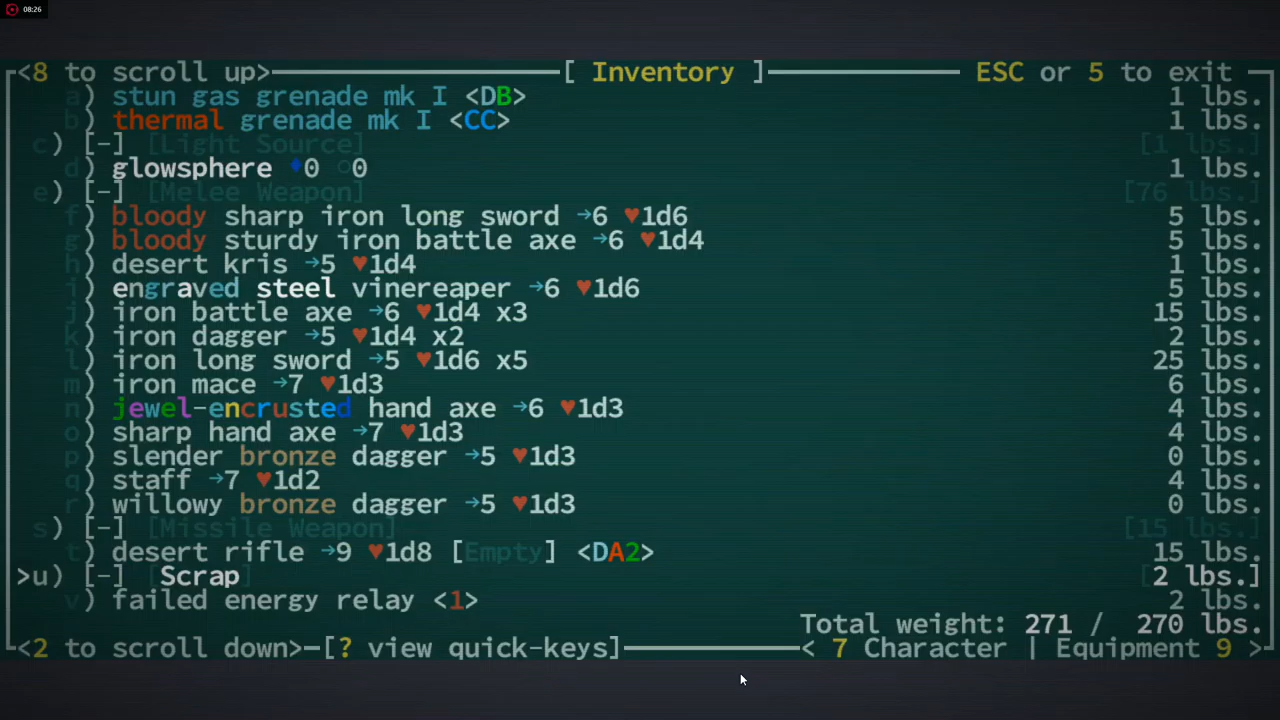 08:26
<8 to scroll up> [ Inventory ] ESC or 5 to exit
a) stun gas grenade mk I <DB> 1 lbs.
b) thermal grenade mk I <CC> 1 lbs.
c) [-] [Light Source] [1 lbs.]
d) glowsphere ♦0 ○0 1 lbs.
e) [-] [Melee Weapon] [76 lbs.]
f) bloody sharp iron long sword →6 ♥1d6 5 lbs.
g) bloody sturdy iron battle axe →6 ♥1d4 5 lbs.
h) desert kris →5 ♥1d4 1 lbs.
i) engraved steel vinereaper →6 ♥1d6 5 lbs.
j) iron battle axe →6 ♥1d4 x3 15 lbs.
k) iron dagger →5 ♥1d4 x2 2 lbs.
l) iron long sword →5 ♥1d6 x5 25 lbs.
m) iron mace →7 ♥1d3 6 lbs.
n) jewel-encrusted hand axe →6 ♥1d3 4 lbs.
o) sharp hand axe →7 ♥1d3 4 lbs.
p) slender bronze dagger →5 ♥1d3 0 lbs.
q) staff →7 ♥1d2 4 lbs.
r) willowy bronze dagger →5 ♥1d3 0 lbs.
s) [-] [Missile Weapon] [15 lbs.]
t) desert rifle →9 ♥1d8 [Empty] <DA2> 15 lbs.
>u) [-] [Scrap] [2 lbs.]
v) failed energy relay <1> 2 lbs.
Total weight: 271 / 270 lbs.
<2 to scroll down> [? view quick-keys] < 7 Character | Equipment 9 >